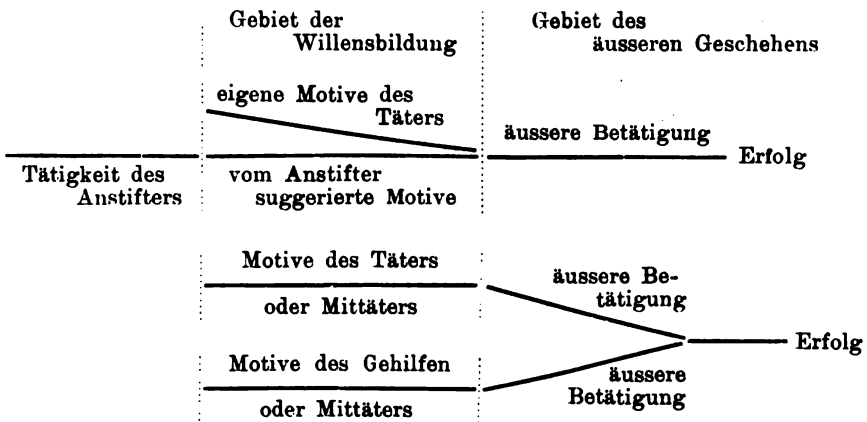 Gebiet der
Willensbildung
Gebiet des
äusseren Geschehens
eigene Motive des
Täters
äussere Betätigung
Erfolg
Tätigkeit des
Anstifters
vom Anstifter
suggerierte Motive
Motive des Täters
oder Mittäters
äussere Be-
tätigung
Erfolg
Motive des Gehilfen
oder Mittäters
äussere
Betätigung